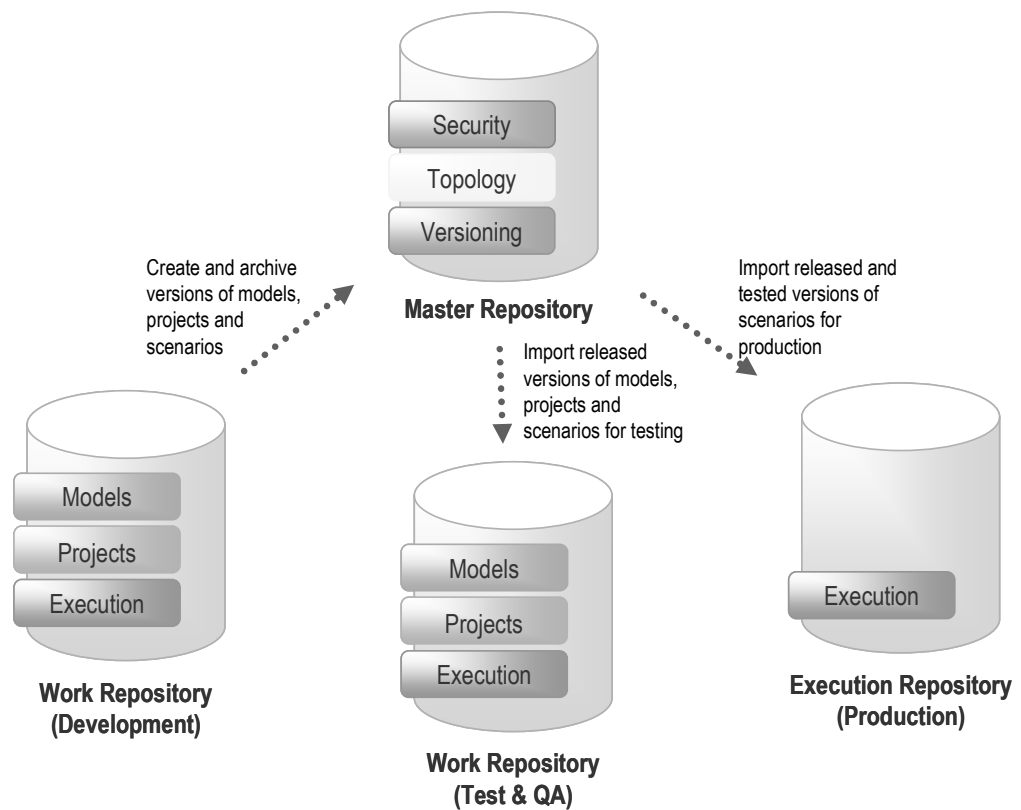 Security
Topology
Versioning
Master Repository
Create and archive
versions of models,
projects and
scenarios
Import released and
tested versions of
scenarios for
production
Import released
versions of models,
projects and
scenarios for testing
Models
Projects
Execution
Work Repository
(Development)
Models
Projects
Execution
Work Repository
(Test & QA)
Execution
Execution Repository
(Production)